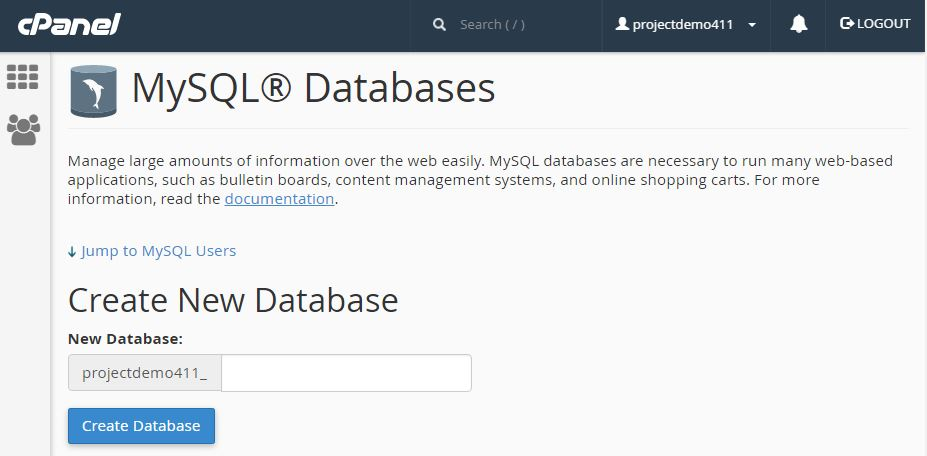 cPanel
Search ( / )
projectdemo411
LOGOUT
MySQL® Databases
Manage large amounts of information over the web easily. MySQL databases are necessary to run many web-based
applications, such as bulletin boards, content management systems, and online shopping carts. For more
information, read the documentation.
Jump to MySQL Users
Create New Database
New Database:
projectdemo411_
Create Database